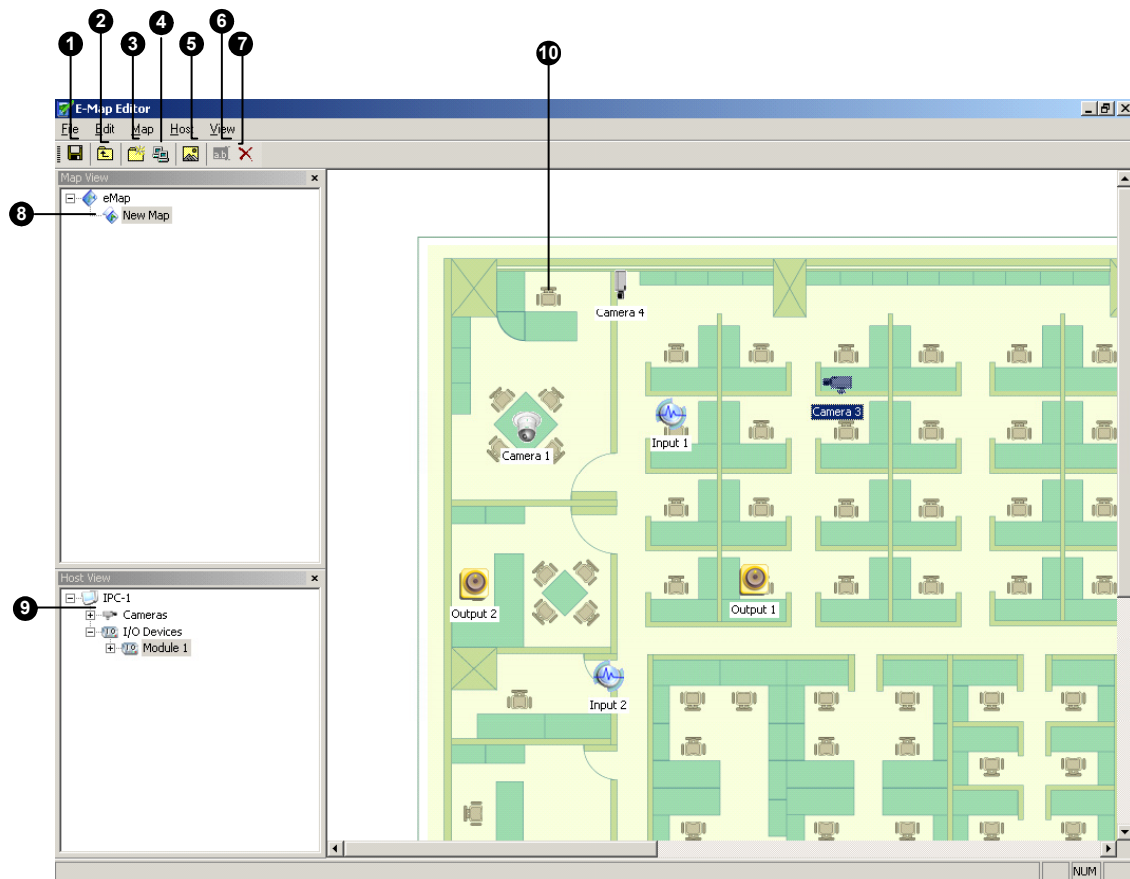 1
2
3
4
5
6
7
10
E-Map Editor
File Edit Map Host View
Map View
eMap
8
New Map
Camera 4
Camera 3
Input 1
Camera 1
Host View
IPC-1
9
Cameras
I/O Devices
Module 1
Output 2
Output 1
Input 2
NUM